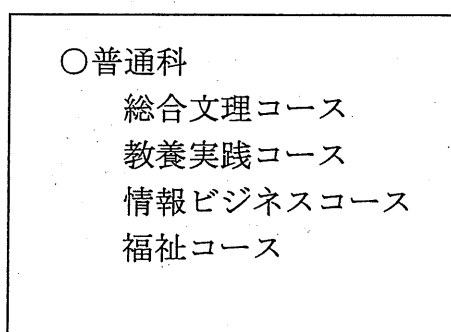 ○普通科
総合文理コース
教養実践コース
情報ビジネスコース
福祉コース